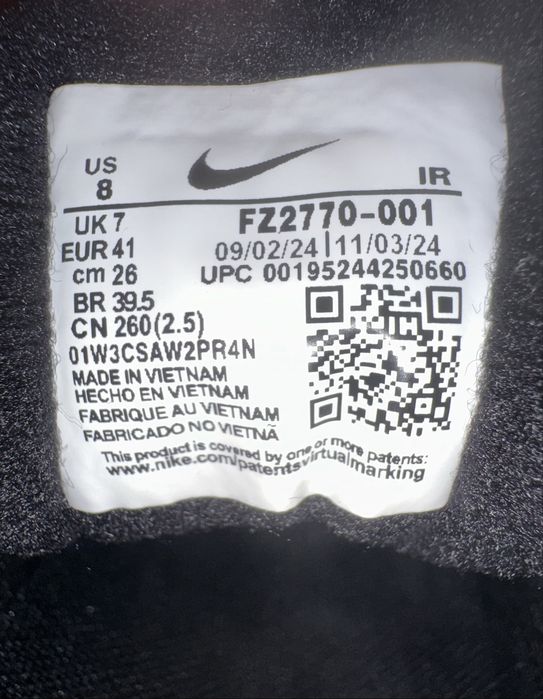 US
8
IR
UK 7
EUR 41
cm 26
BR 39.5
CN 260(2.5)
01W3CSAW2PR4N
FZ2770-001
09/02/24|11/03/24
UPC 00195244250660
MADE IN VIETNAM
HECHO EN VIETNAM
FABRIQUE AU VIETNAM
FABRICADO NO VIETNÃ
This product is covered by one or more patents:
www.nike.com/patentsvirtualmarking